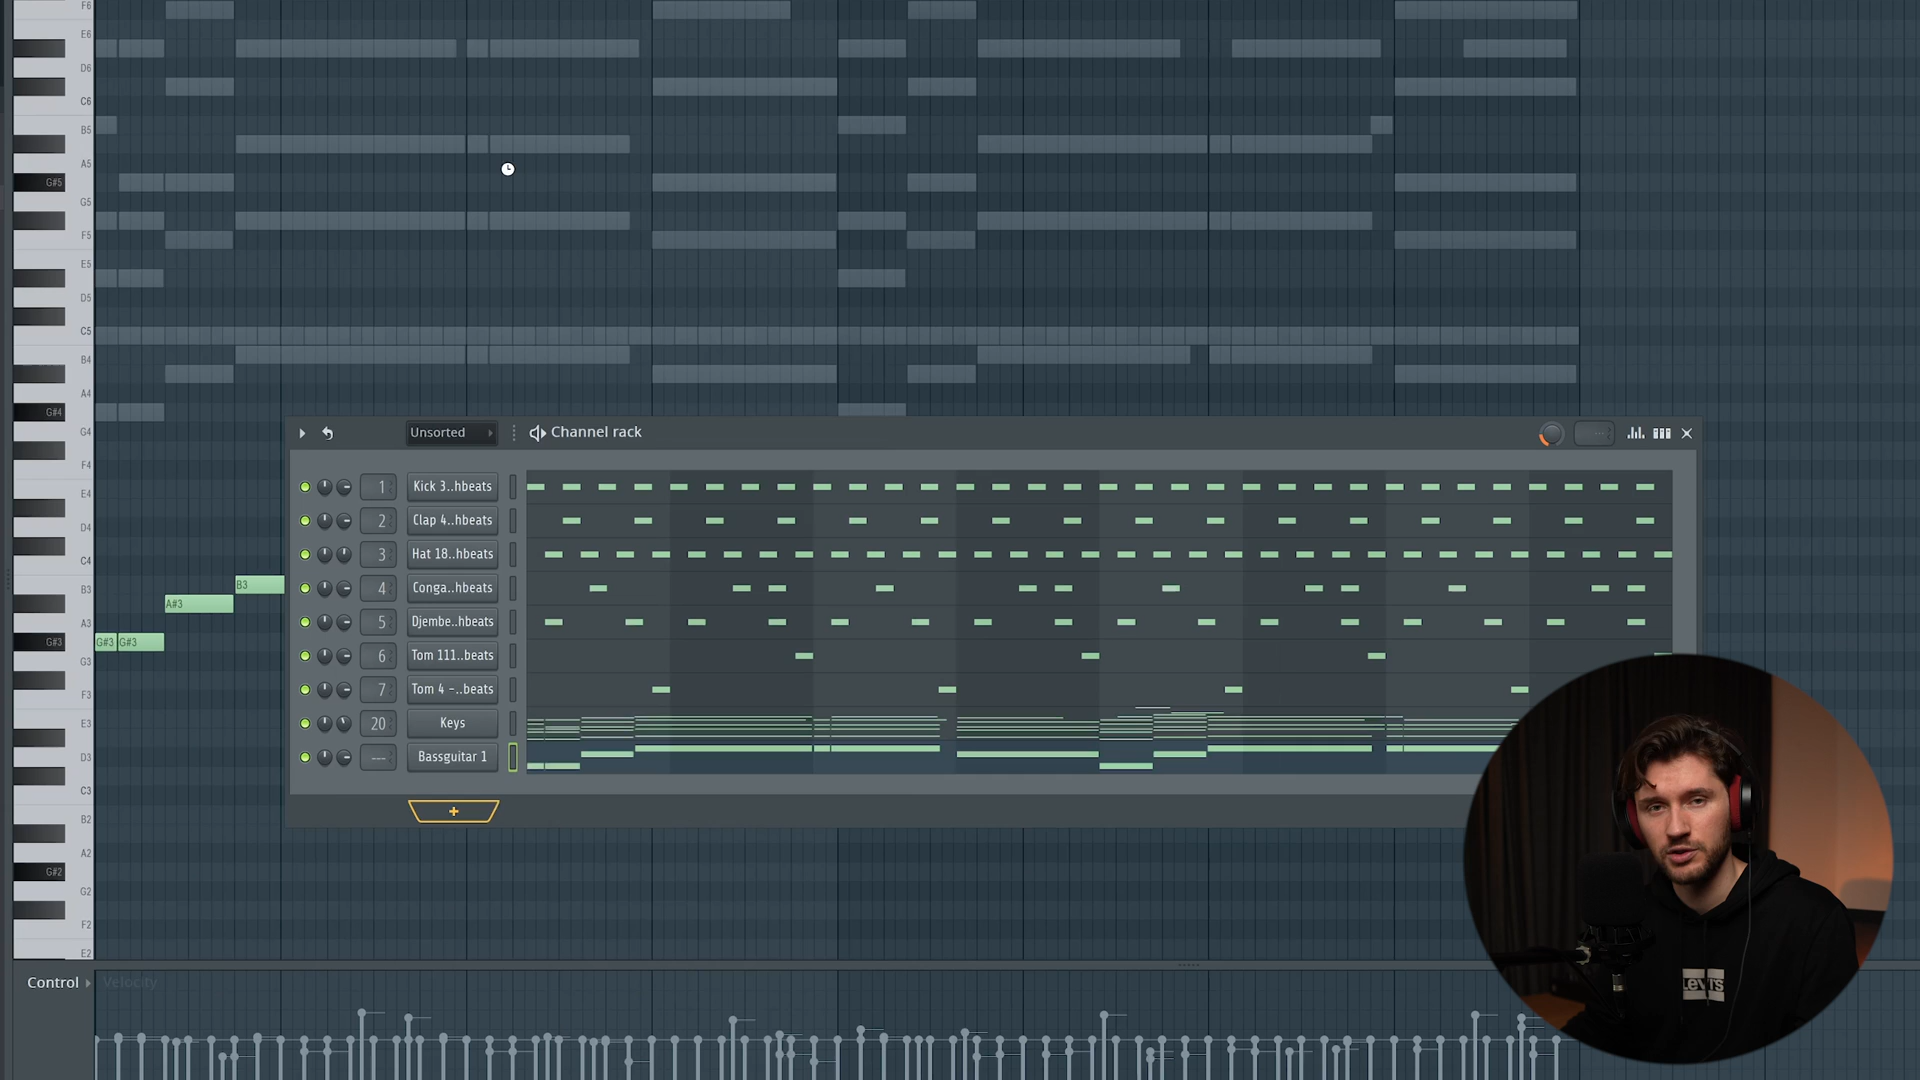 F6
E6
D6
C6
B5
A5
G#5
G5
F5
E5
D5
C5
B4
A4
G#4
G4
F4
Unsorted
Channel rack
1
Kick 3..hbeats
E4
2
Clap 4..hbeats
D4
3
Hat 18..hbeats
C4
4
Conga..hbeats
B3
B3
A#3
5
Djembe..hbeats
A3
G#3
G#3
G#3
6
Tom 111..beats
G3
7
Tom 4 -..beats
F3
20
Keys
E3
---
Bassguitar 1
D3
C3
+
B2
A2
G#2
G2
F2
E2
Control
Velocity
LEVI'S